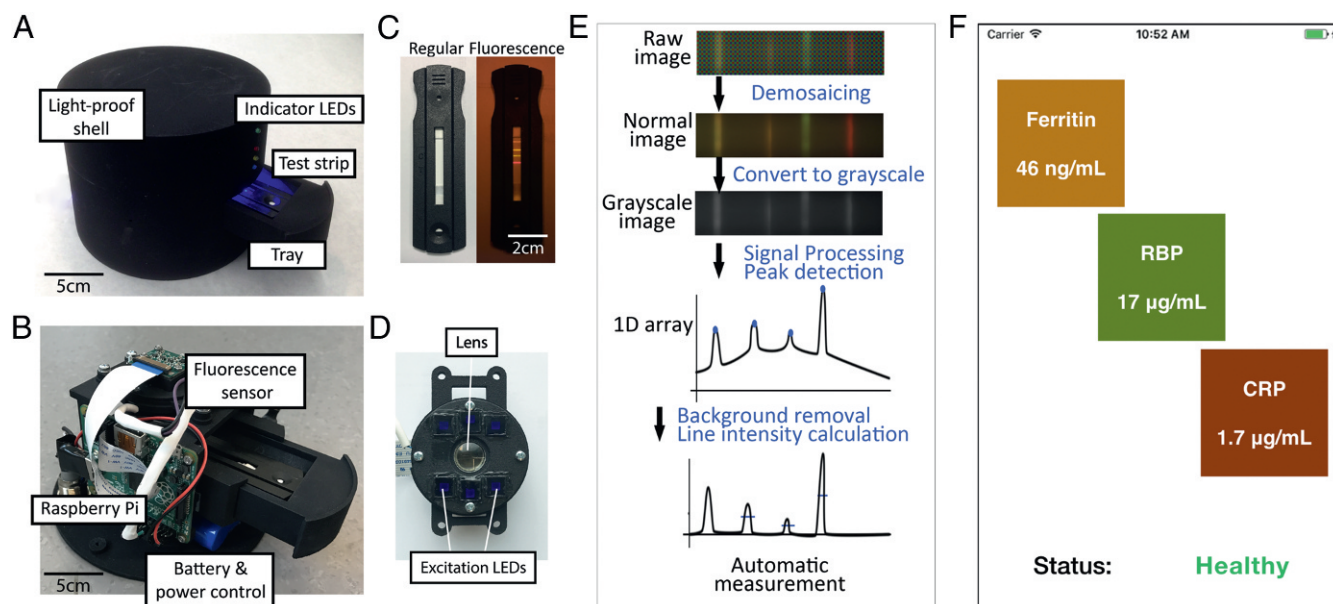 A
Light-proof
shell
Indicator LEDs
Test strip
Tray
5cm
B
Fluorescence
sensor
Raspberry Pi
Battery &
power control
5cm
C
Regular Fluorescence
2cm
D
Lens
Excitation LEDs
E
Raw
image
Demosaicing
Normal
image
Convert to grayscale
Grayscale
image
Signal Processing
Peak detection
1D array
Background removal
Line intensity calculation
Automatic
measurement
F
Carrier
10:52 AM
Ferritin
46 ng/mL
RBP
17 µg/mL
CRP
1.7 µg/mL
Status: Healthy